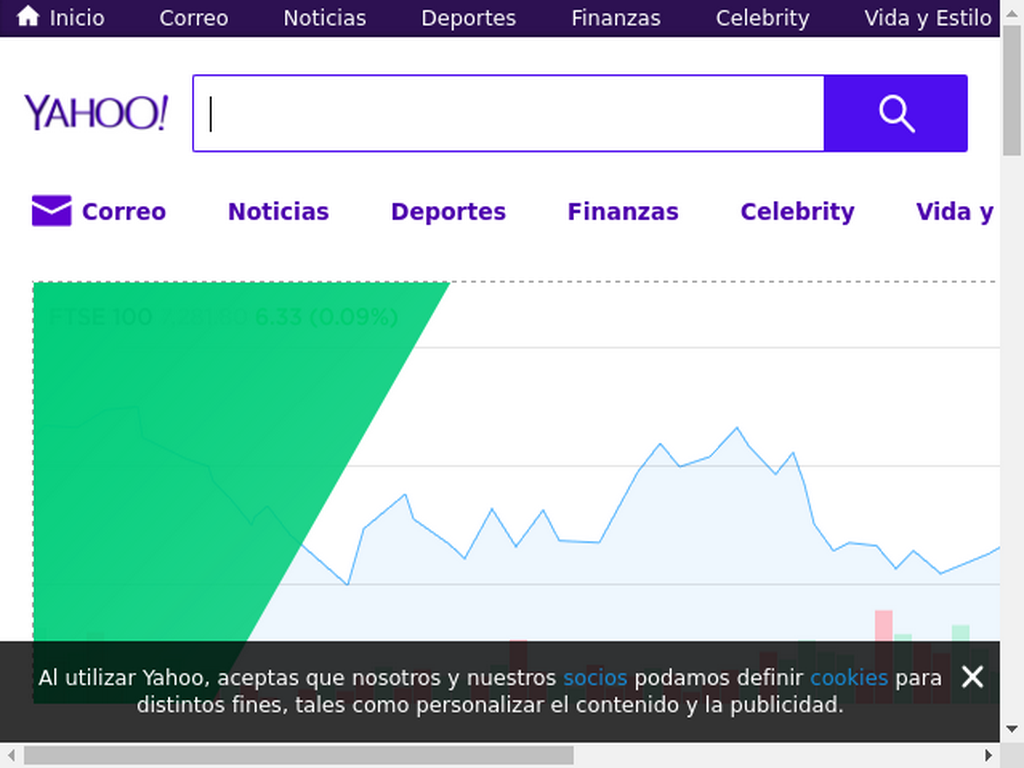 Inicio Correo Noticias Deportes Finanzas Celebrity Vida y Estilo
YAHOO!
Correo Noticias Deportes Finanzas Celebrity Vida y
FTSE 100 6.33 (0.09%)
Al utilizar Yahoo, aceptas que nosotros y nuestros socios podamos definir cookies para
distintos fines, tales como personalizar el contenido y la publicidad.